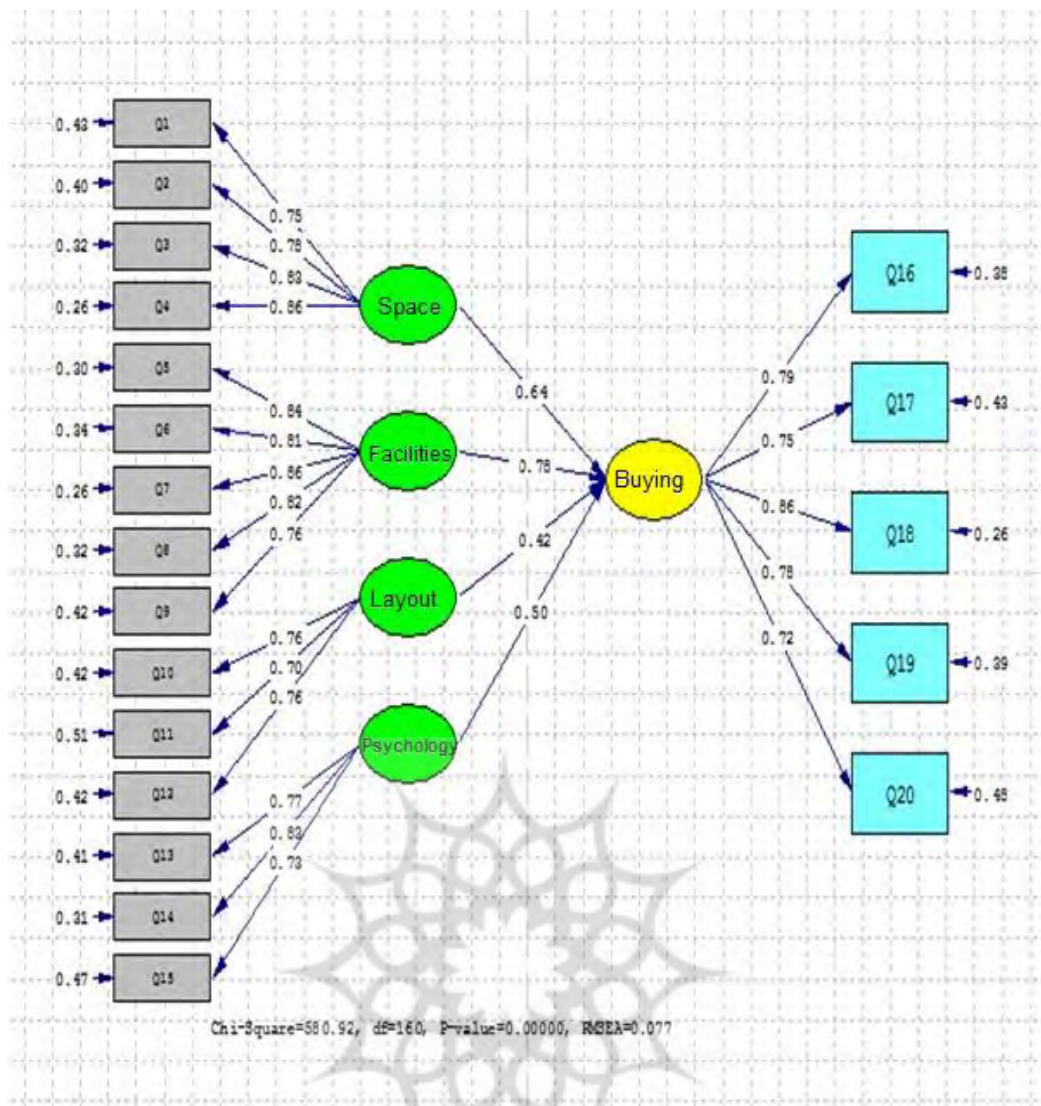 0.43
Q1
0.40
Q2
0.32
Q3
0.26
Q4
0.30
Q5
0.34
Q6
0.26
Q7
0.32
Q8
0.42
Q9
0.42
Q10
0.51
Q11
0.42
Q12
0.41
Q13
0.31
Q14
0.47
Q15
0.75
0.78
0.83
0.86
0.84
0.81
0.86
0.82
0.76
0.76
0.70
0.76
0.77
0.83
0.73
Space
Facilities
Layout
Psychology
0.64
0.78
0.42
0.50
Buying
0.79
0.75
0.86
0.78
0.72
Q16
0.38
Q17
0.43
Q18
0.26
Q19
0.39
Q20
0.48
Chi-Square=580.92, df=160, P-value=0.00000, RMSEA=0.077